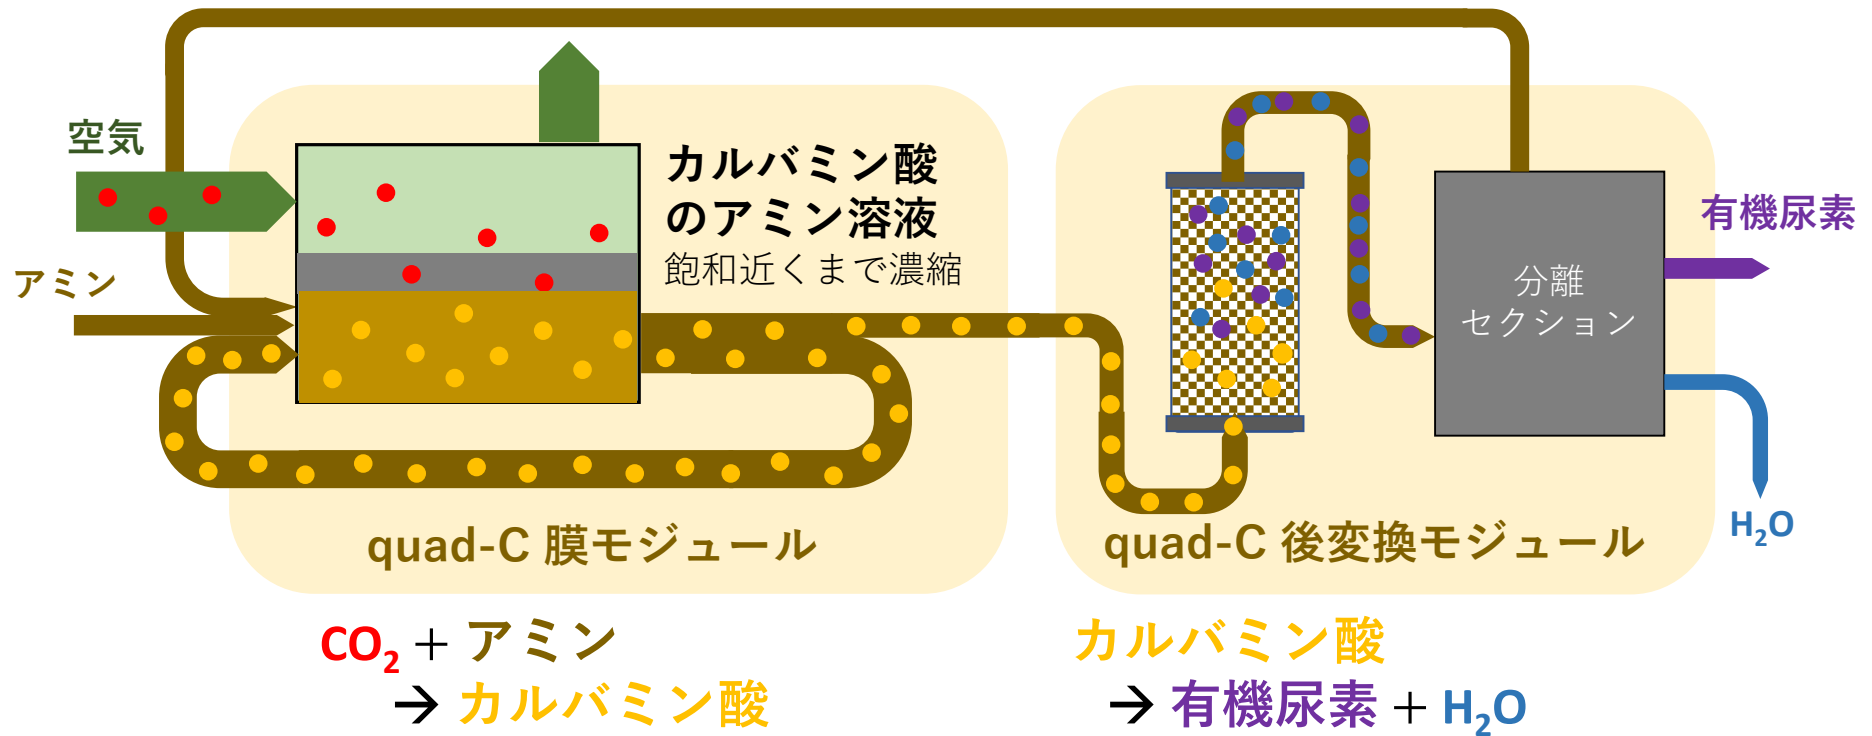 空気
アミン
カルバミン酸
のアミン溶液
飽和近くまで濃縮
quad-C 膜モジュール
CO₂ + アミン
→ カルバミン酸
分離
セクション
有機尿素
H₂O
quad-C 後変換モジュール
カルバミン酸
→ 有機尿素 + H₂O